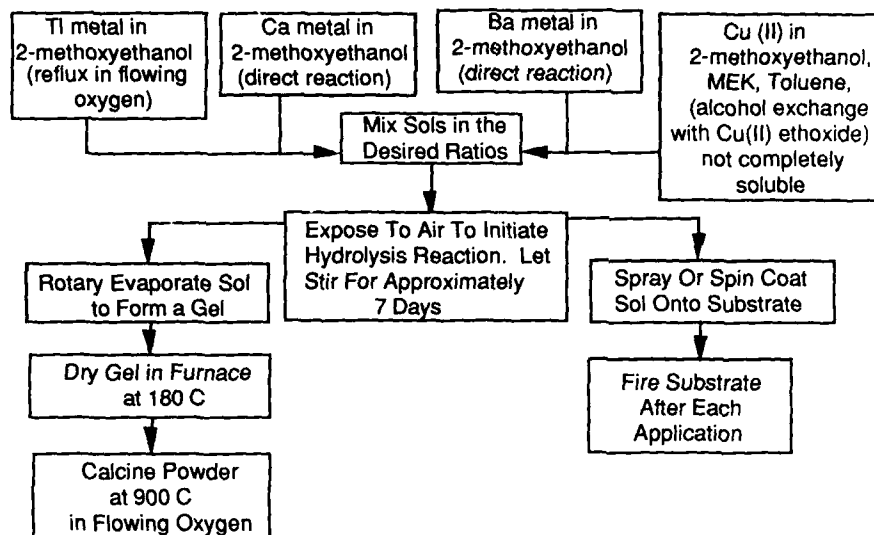 Tl metal in
2-methoxyethanol
(reflux in flowing
oxygen)
Ca metal in
2-methoxyethanol
(direct reaction)
Ba metal in
2-methoxyethanol
(direct reaction)
Cu (II) in
2-methoxyethanol,
MEK, Toluene,
(alcohol exchange
with Cu(II) ethoxide)
not completely
soluble
Mix Sols in the
Desired Ratios
Expose To Air To Initiate
Hydrolysis Reaction. Let
Stir For Approximately
7 Days
Rotary Evaporate Sol
to Form a Gel
Dry Gel in Furnace
at 180 C
Calcine Powder
at 900 C
in Flowing Oxygen
Spray Or Spin Coat
Sol Onto Substrate
Fire Substrate
After Each
Application